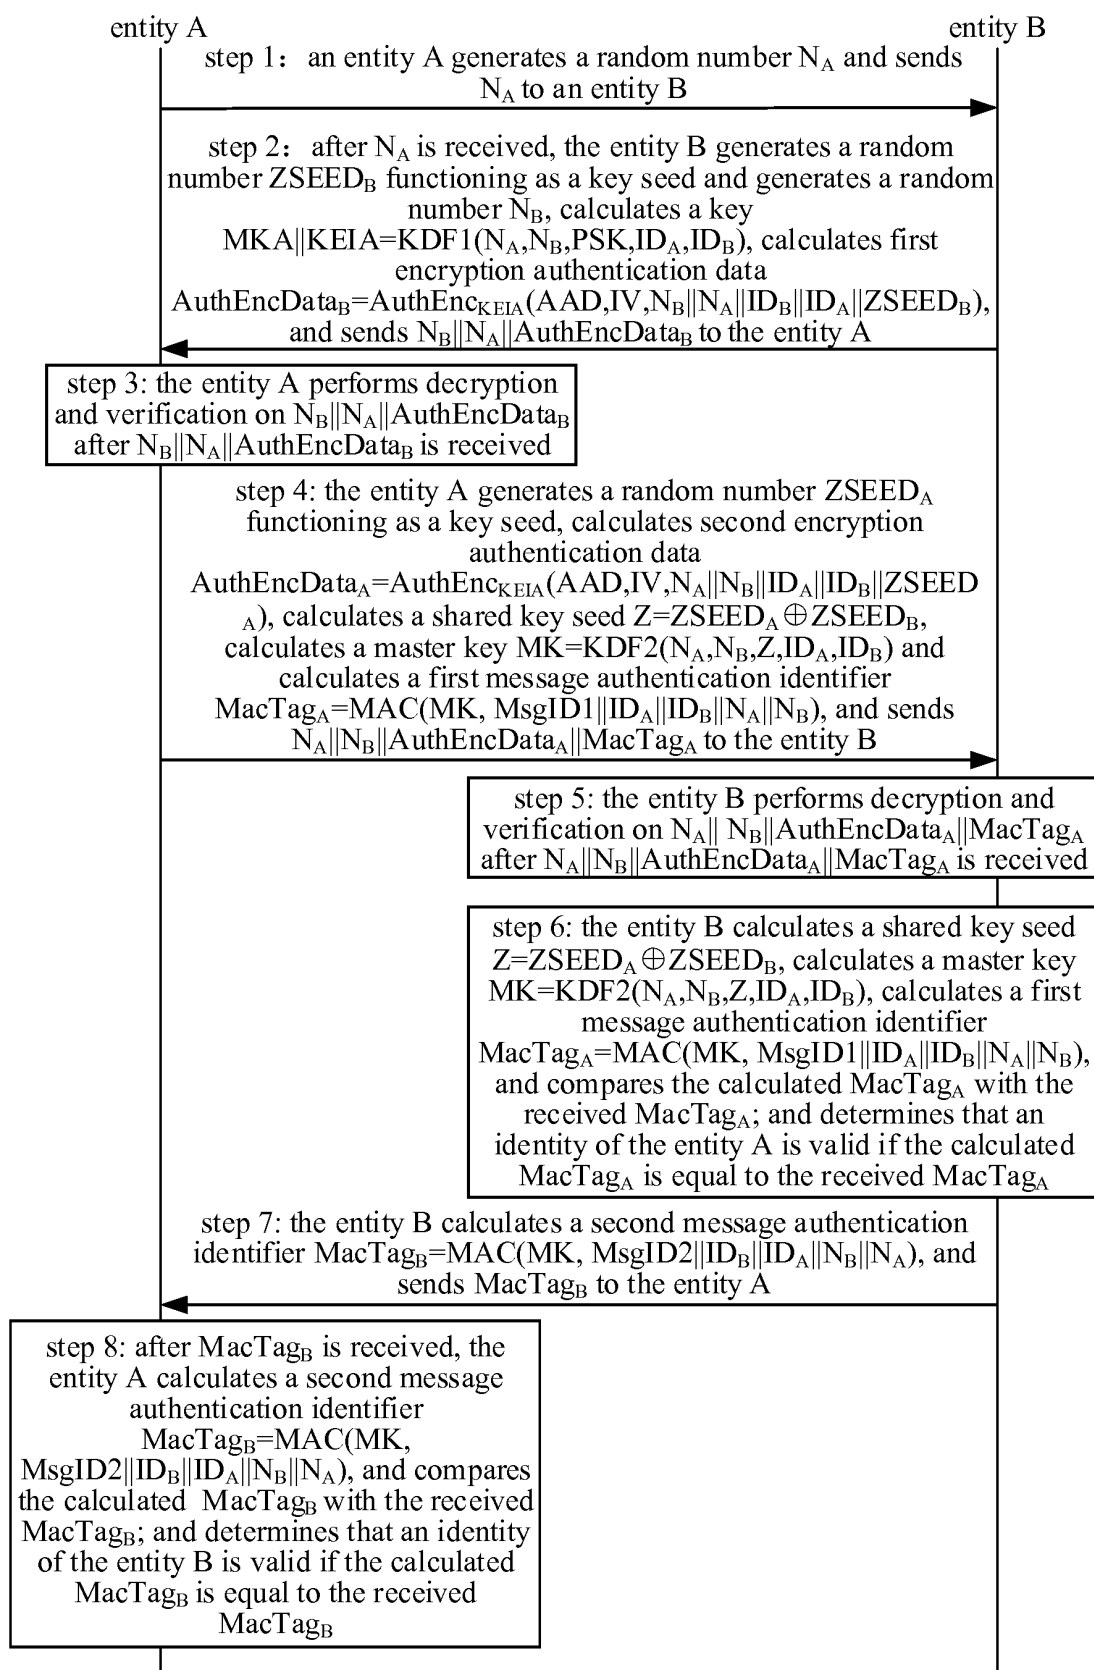 entity A entity B
step 1：an entity A generates a random number N_A and sends
N_A to an entity B
step 2：after N_A is received, the entity B generates a random
number ZSEED_B functioning as a key seed and generates a random
number N_B, calculates a key
MKA||KEIA=KDF1(N_A,N_B,PSK,ID_A,ID_B), calculates first
encryption authentication data
AuthEncData_B=AuthEnc_KEIA(AAD,IV,N_B||N_A||ID_B||ID_A||ZSEED_B),
and sends N_B||N_A||AuthEncData_B to the entity A
step 3: the entity A performs decryption
and verification on N_B||N_A||AuthEncData_B
after N_B||N_A||AuthEncData_B is received
step 4: the entity A generates a random number ZSEED_A
functioning as a key seed, calculates second encryption
authentication data
AuthEncData_A=AuthEnc_KEIA(AAD,IV,N_A||N_B||ID_A||ID_B||ZSEED
_A), calculates a shared key seed Z=ZSEED_A⊕ZSEED_B,
calculates a master key MK=KDF2(N_A,N_B,Z,ID_A,ID_B) and
calculates a first message authentication identifier
MacTag_A=MAC(MK, MsgID1||ID_A||ID_B||N_A||N_B), and sends
N_A||N_B||AuthEncData_A||MacTag_A to the entity B
step 5: the entity B performs decryption and
verification on N_A|| N_B||AuthEncData_A||MacTag_A
after N_A||N_B||AuthEncData_A||MacTag_A is received
step 6: the entity B calculates a shared key seed
Z=ZSEED_A⊕ZSEED_B, calculates a master key
MK=KDF2(N_A,N_B,Z,ID_A,ID_B), calculates a first
message authentication identifier
MacTag_A=MAC(MK, MsgID1||ID_A||ID_B||N_A||N_B),
and compares the calculated MacTag_A with the
received MacTag_A; and determines that an
identity of the entity A is valid if the calculated
MacTag_A is equal to the received MacTag_A
step 7: the entity B calculates a second message authentication
identifier MacTag_B=MAC(MK, MsgID2||ID_B||ID_A||N_B||N_A), and
sends MacTag_B to the entity A
step 8: after MacTag_B is received, the
entity A calculates a second message
authentication identifier
MacTag_B=MAC(MK,
MsgID2||ID_B||ID_A||N_B||N_A), and compares
the calculated MacTag_B with the received
MacTag_B; and determines that an identity
of the entity B is valid if the calculated
MacTag_B is equal to the received
MacTag_B